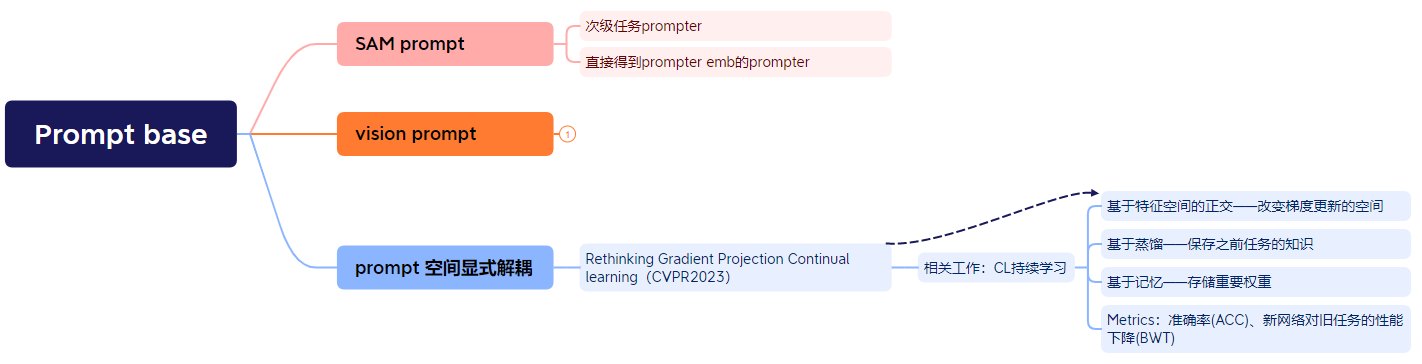 Prompt base
SAM prompt
次级任务prompter
直接得到prompter emb的prompter
vision prompt
1
prompt 空间显式解耦
Rethinking Gradient Projection Continual
learning（CVPR2023）
相关工作：CL持续学习
基于特征空间的正交——改变梯度更新的空间
基于蒸馏——保存之前任务的知识
基于记忆——存储重要权重
Metrics：准确率(ACC)、新网络对旧任务的性能
下降(BWT)